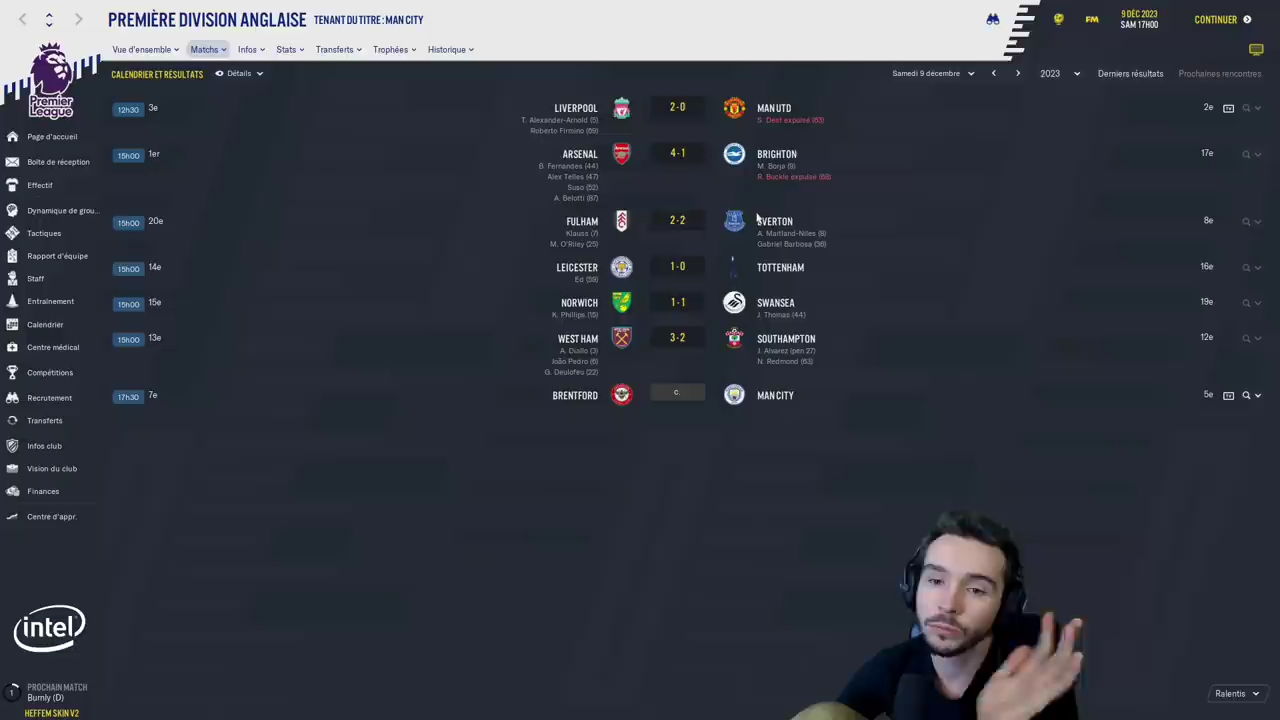 PREMIÈRE DIVISION ANGLAISE TENANT DU TITRE : MAN CITY
9 DÉC 2023
SAM 17H00
FM
CONTINUER
Vue d'ensemble Matchs Infos Stats Transferts Trophées Historique
Premier League
CALENDRIER ET RÉSULTATS Détails Samedi 9 décembre 2023 Derniers résultats Prochaines rencontres
12h30 3e LIVERPOOL 2-0 MAN UTD 2e
T. Alexander-Arnold (5) S. Dest expulsé (63)
Roberto Firmino (69)
15h00 1er ARSENAL 4-1 BRIGHTON 17e
B. Fernandes (44) M. Borja (9)
Alex Telles (47) R. Buckle expulsé (68)
Suso (52)
A. Belotti (87)
15h00 20e FULHAM 2-2 EVERTON 8e
Klauss (7) A. Maitland-Niles (8)
M. O'Riley (25) Gabriel Barbosa (36)
15h00 14e LEICESTER 1-0 TOTTENHAM 16e
Ed (59)
15h00 15e NORWICH 1-1 SWANSEA 19e
K. Phillips (15) J. Thomas (44)
15h00 13e WEST HAM 3-2 SOUTHAMPTON 12e
A. Diallo (3) J. Alvarez (pen 27)
João Pedro (6) N. Redmond (63)
G. Deulofeu (22)
17h30 7e BRENTFORD c. MAN CITY 5e
Page d'accueil
Boîte de réception
Effectif
Dynamique de grou...
Tactiques
Rapport d'équipe
Staff
Entraînement
Calendrier
Centre médical
Compétitions
Recrutement
Transferts
Infos club
Vision du club
Finances
Centre d'appr.
intel
1 PROCHAIN MATCH
Burnly (D)
HEFFEM SKIN V2
Ralentis